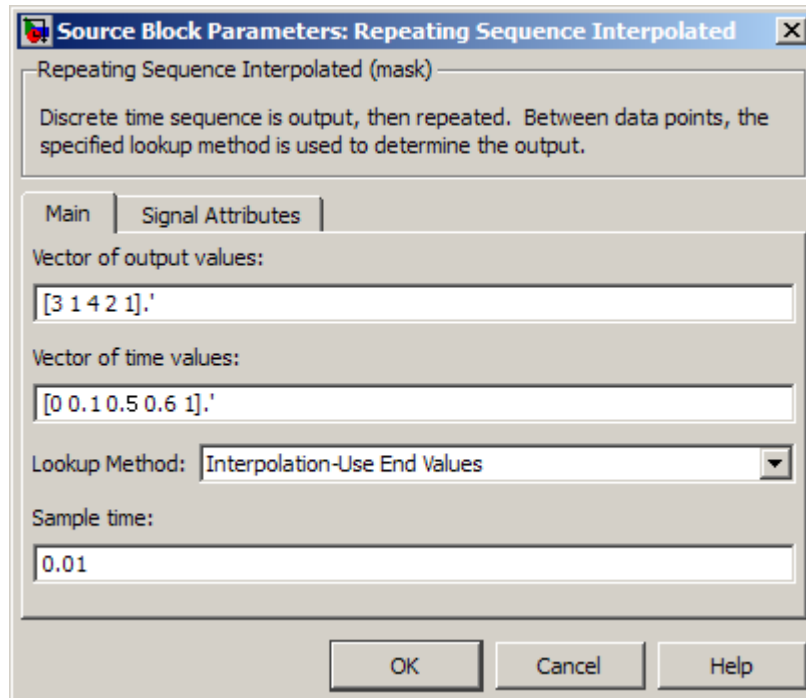 Source Block Parameters: Repeating Sequence Interpolated
Repeating Sequence Interpolated (mask)
Discrete time sequence is output, then repeated.  Between data points, the
specified lookup method is used to determine the output.
Main
Signal Attributes
Vector of output values:
[3 1 4 2 1].'
Vector of time values:
[0 0.1 0.5 0.6 1].'
Lookup Method: Interpolation-Use End Values
Sample time:
0.01
OK
Cancel
Help